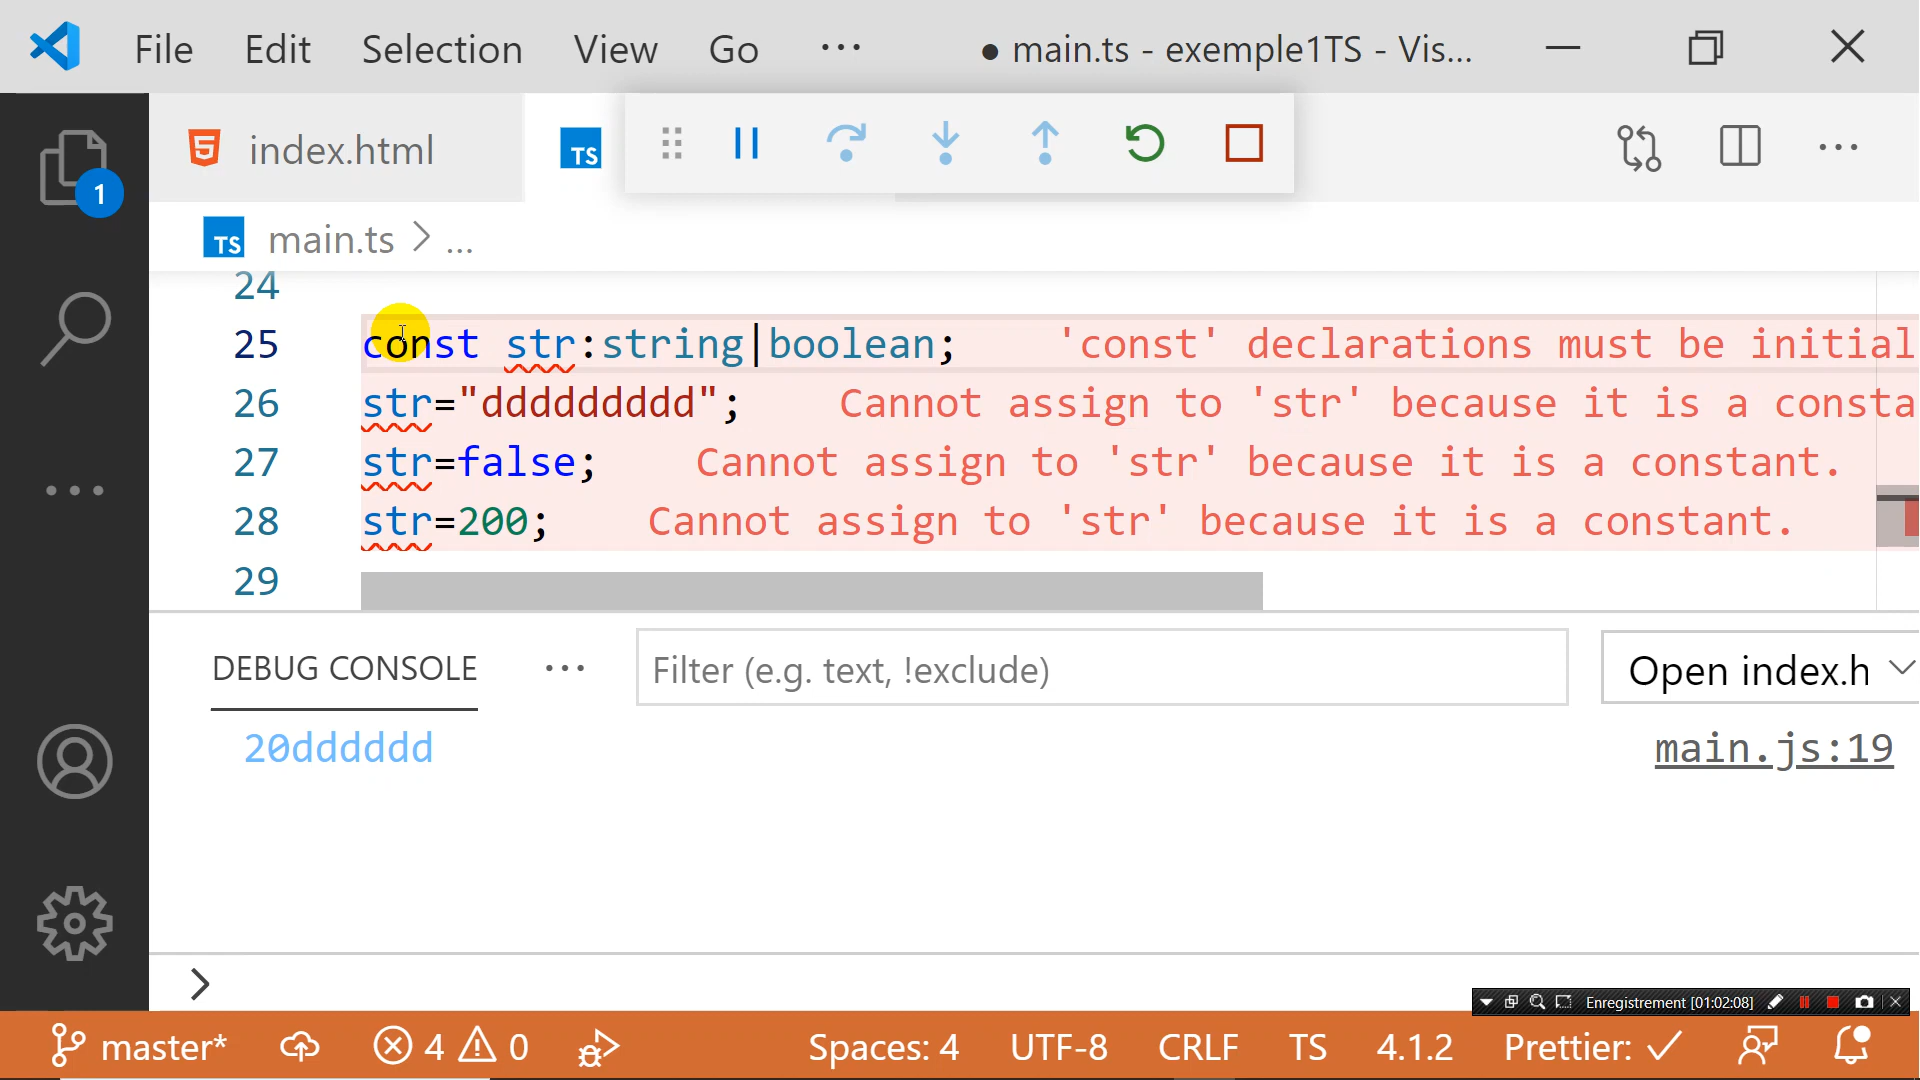 File Edit Selection View Go ··· ● main.ts - exemple1TS - Vis...
index.html TS
1
TS main.ts > ...
24
25 const str:string|boolean; 'const' declarations must be initial
26 str="ddddddddd"; Cannot assign to 'str' because it is a consta
27 str=false; Cannot assign to 'str' because it is a constant.
28 str=200; Cannot assign to 'str' because it is a constant.
29
DEBUG CONSOLE ··· Filter (e.g. text, !exclude) Open index.h
20dddddd main.js:19
>
Enregistrement [01:02:08]
master* 4 0 Spaces: 4 UTF-8 CRLF TS 4.1.2 Prettier: ✓